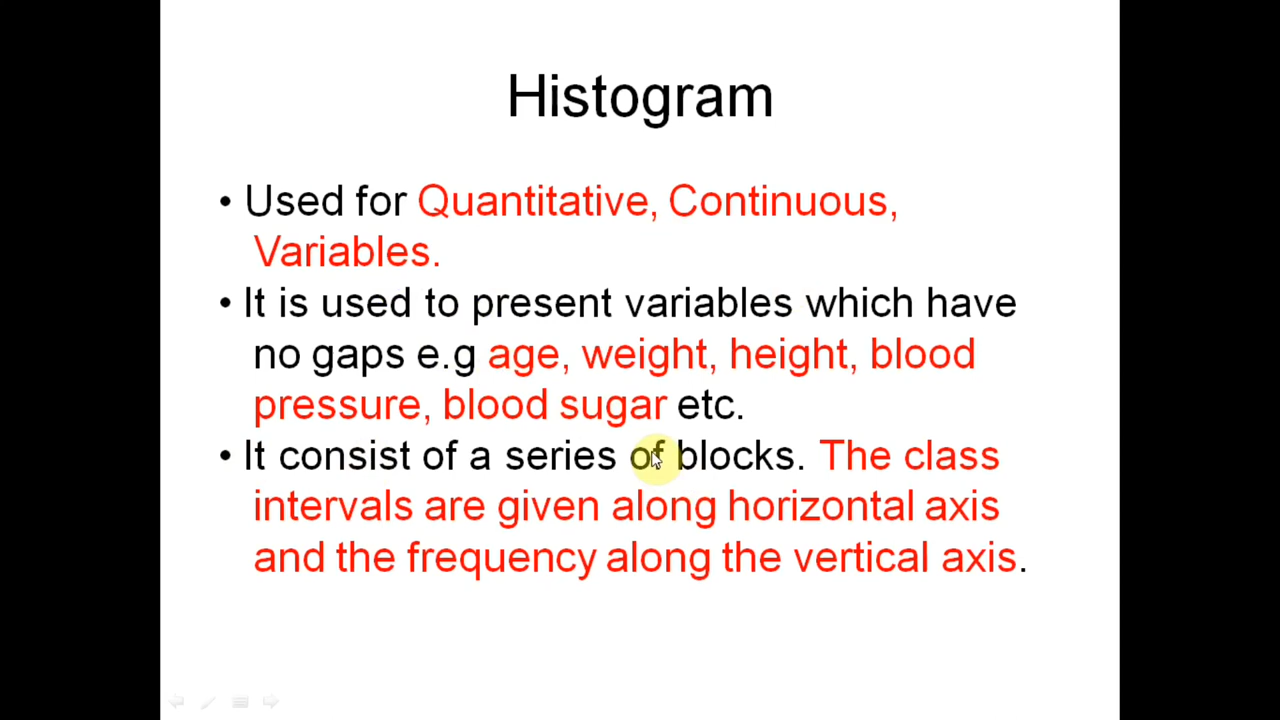 Histogram
• Used for Quantitative, Continuous,
Variables.
• It is used to present variables which have
no gaps e.g age, weight, height, blood
pressure, blood sugar etc.
• It consist of a series of blocks. The class
intervals are given along horizontal axis
and the frequency along the vertical axis.